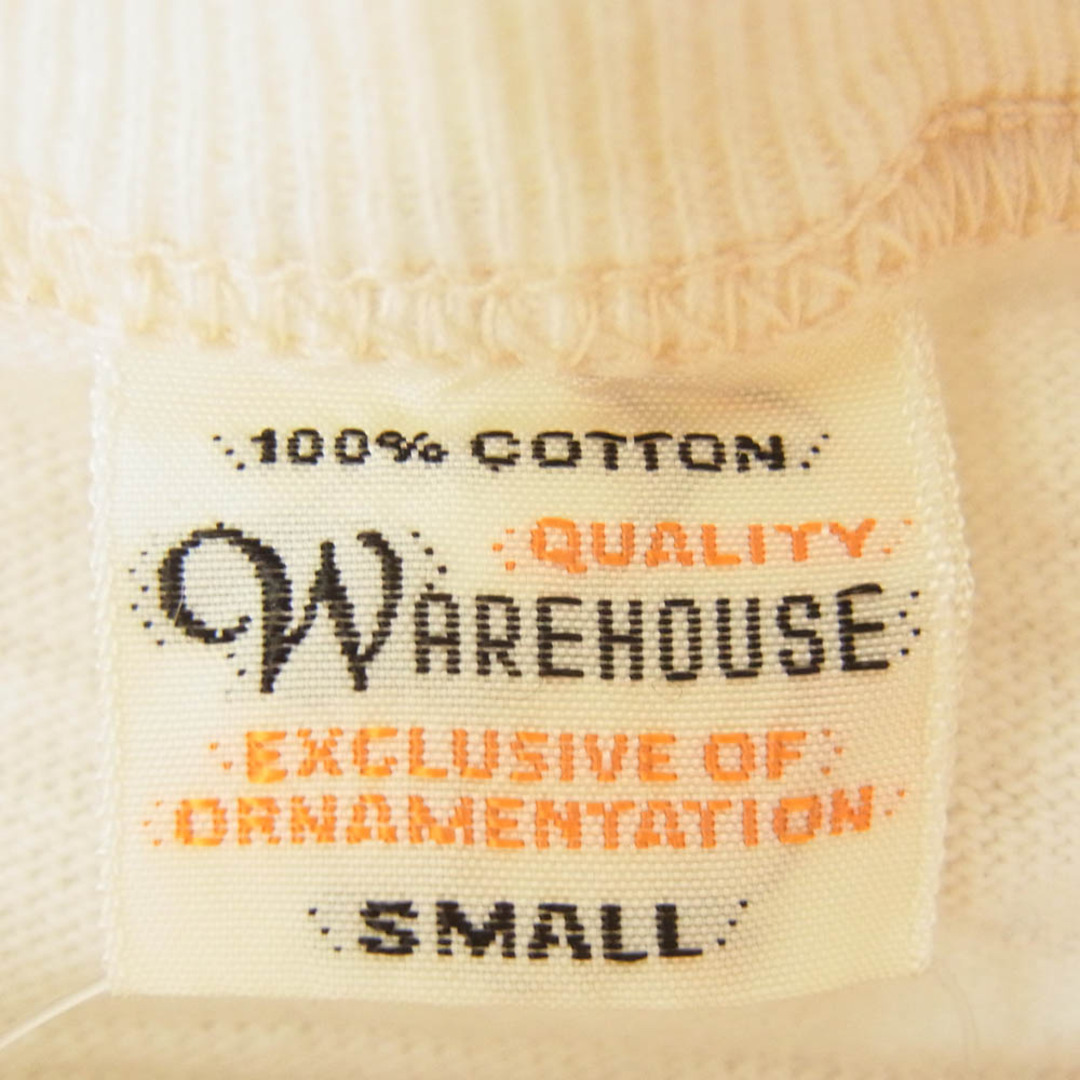 100% COTTON
QUALITY
WAREHOUSE
EXCLUSIVE OF
ORNAMENTATION
SMALL